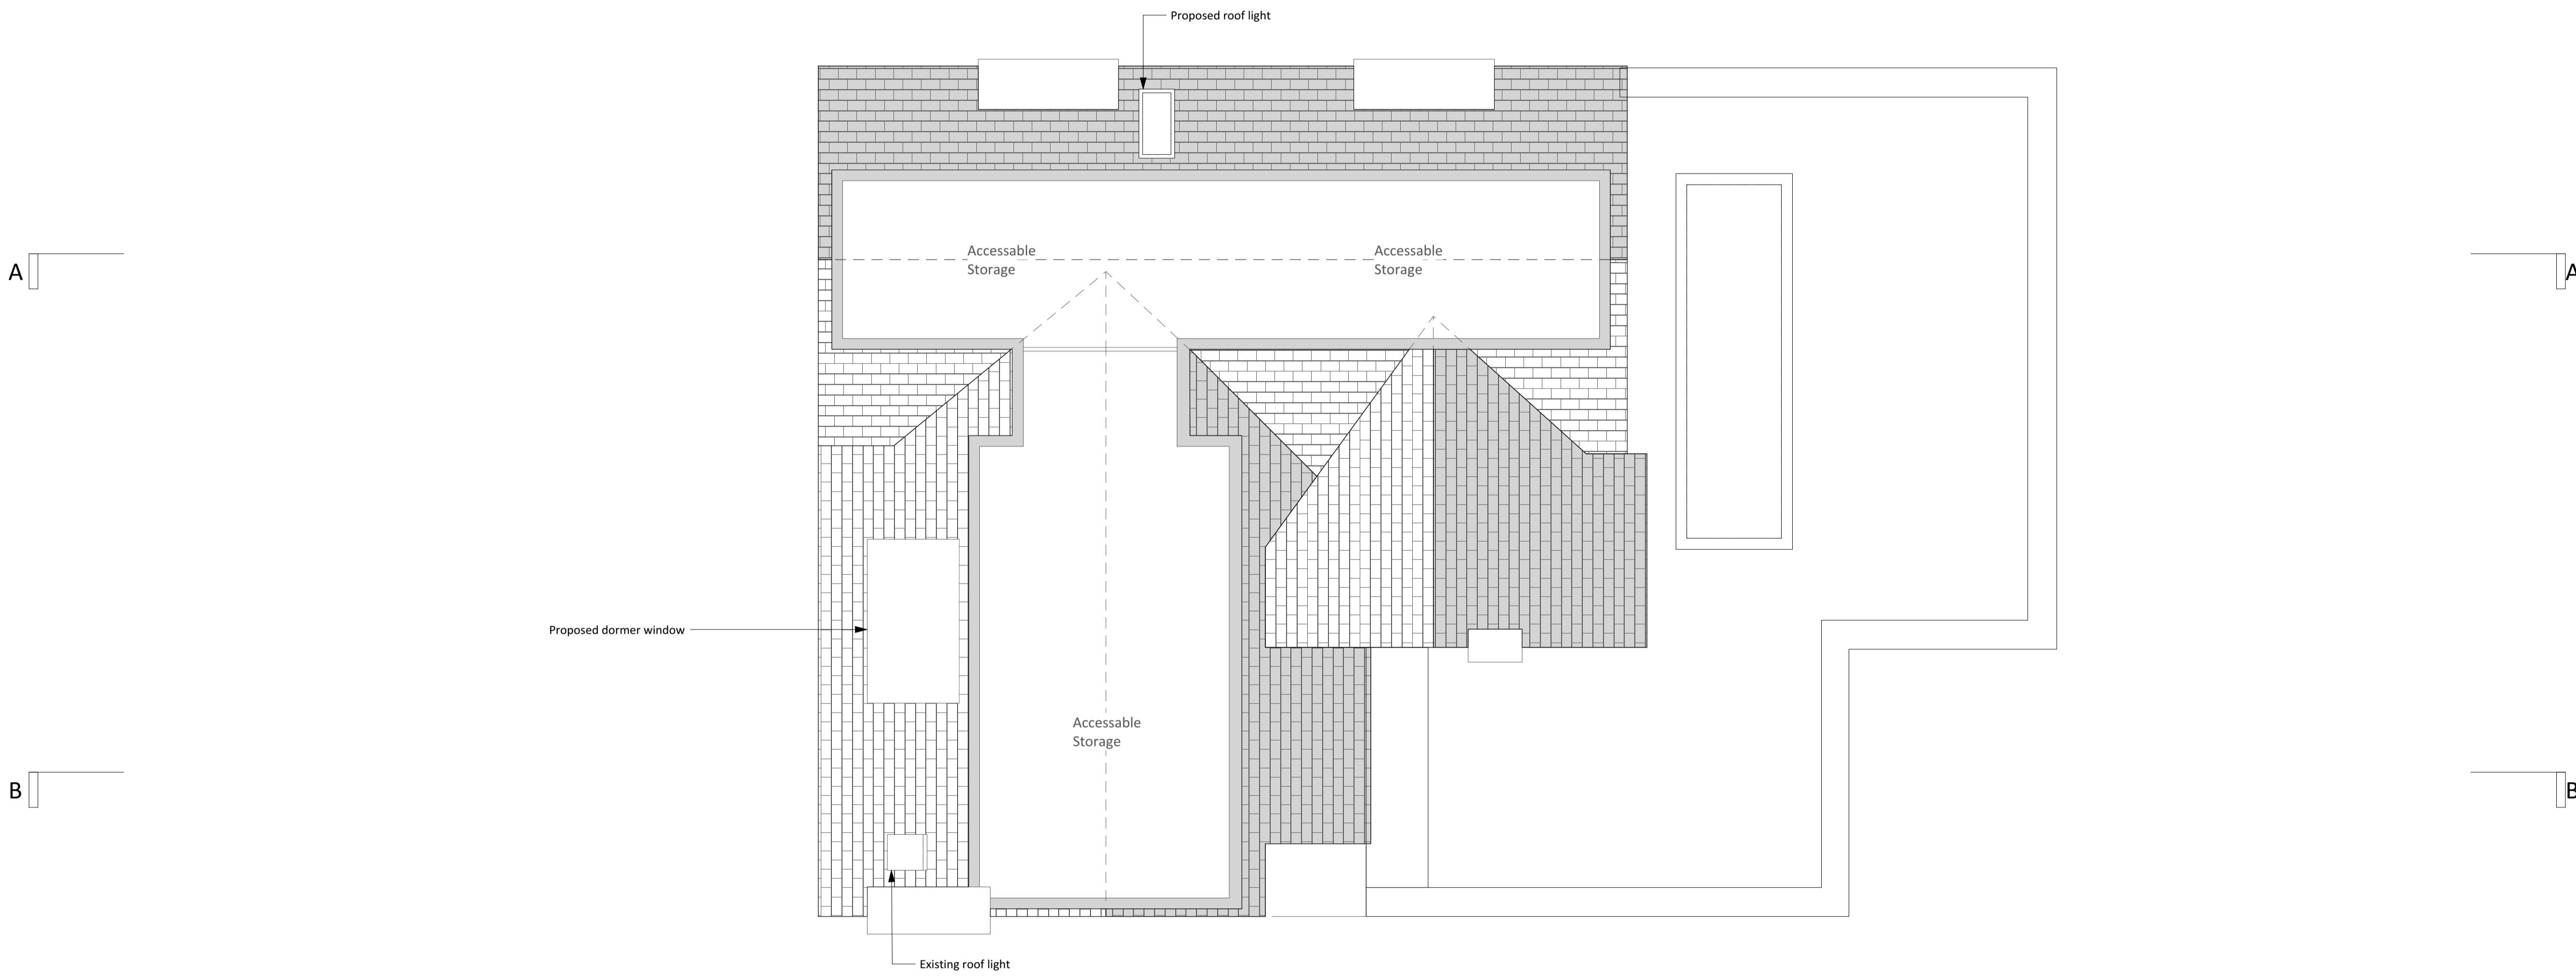 Proposed roof light
Accessable
Storage
Accessable
Storage
A
A
Proposed dormer window
Accessable
Storage
B
B
Existing roof light